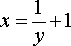 x = 1/y + 1